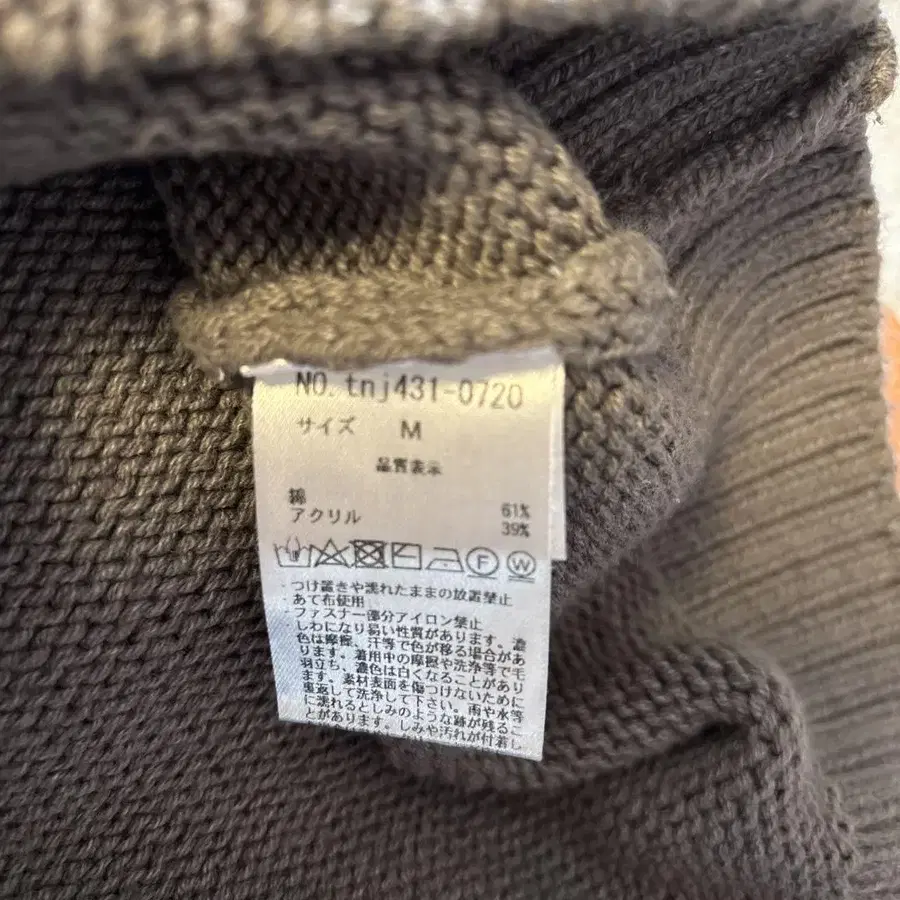 NO. tnj431-0720
サイズ M
品質表示
綿 61%
アクリル 39%
F W
・つけ置きや濡れたままの放置禁止
・あて布使用
・ファスナー部分アイロン禁止
・しわになり易い性質があります。濃
色は摩擦、汗等で色が移る場合があ
ります。着用中の摩擦や洗浄等で毛
羽立ち、濃色は白くなることがあり
ます。素材表面を傷つけないために
裏返して洗浄して下さい。雨や水等
に濡れるとしみのような跡が残るこ
とがあります。しみや汚れが付着し